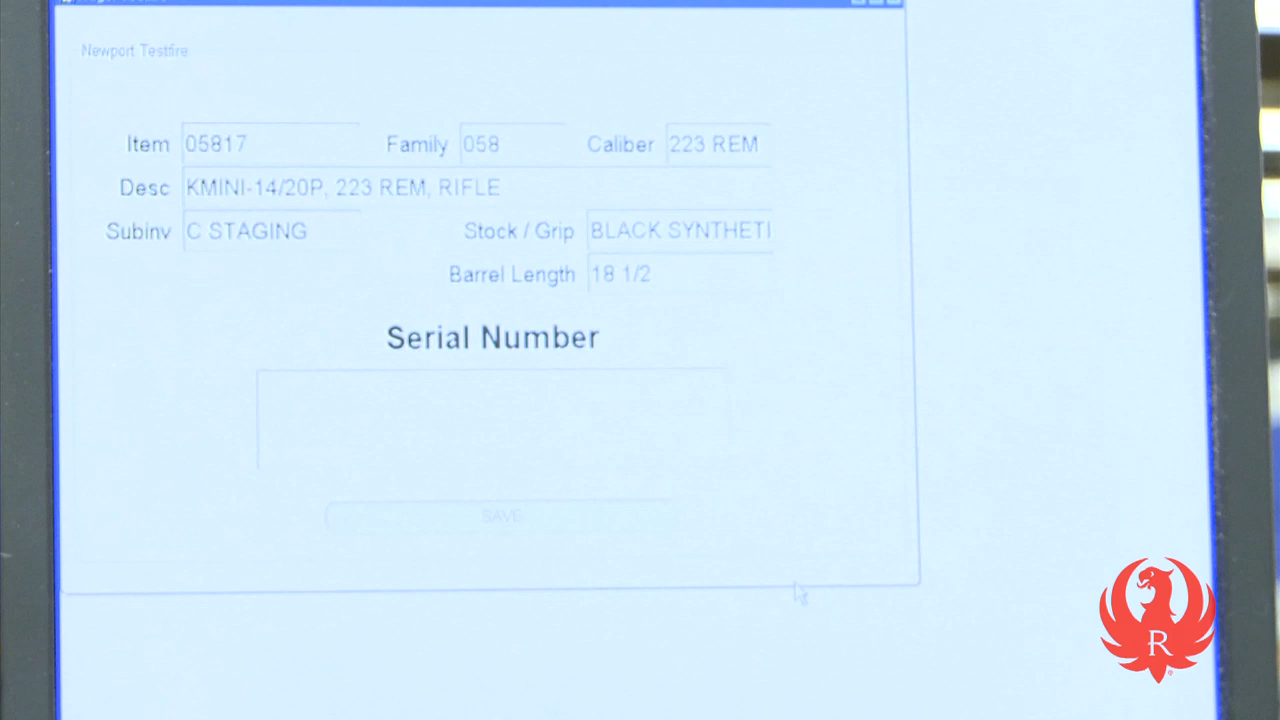 Newport Testfire
Item 05817 Family 058 Caliber 223 REM
Desc KMINI-14/20P, 223 REM, RIFLE
Subinv C STAGING Stock / Grip BLACK SYNTHETI
Barrel Length 18 1/2
Serial Number
SAVE
R